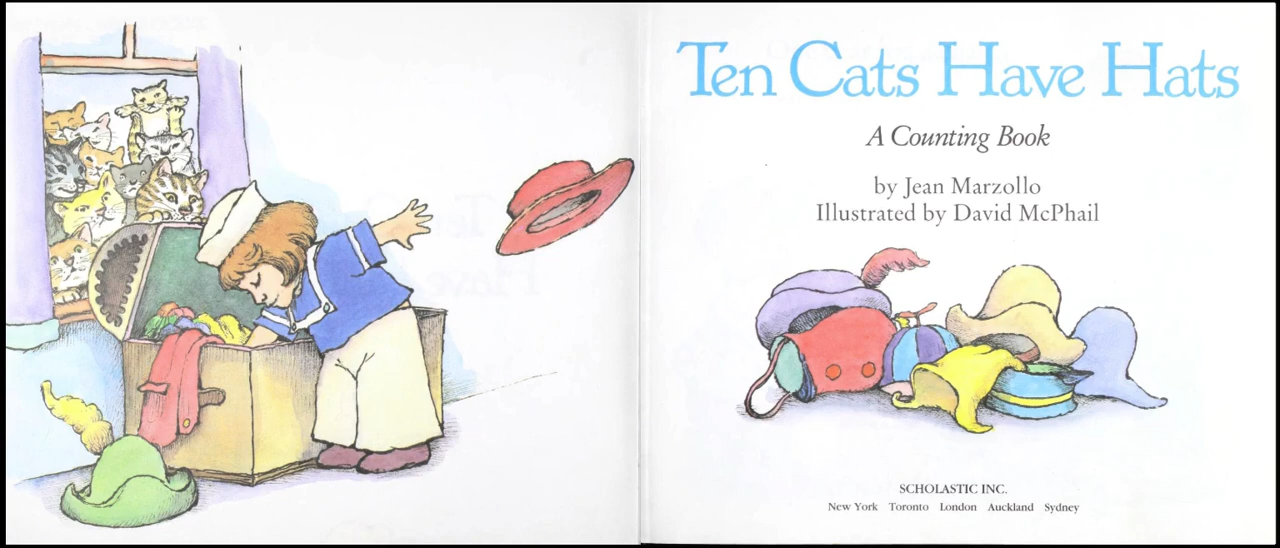 Ten Cats Have Hats
A Counting Book
by Jean Marzollo
Illustrated by David McPhail
SCHOLASTIC INC.
New York Toronto London Auckland Sydney